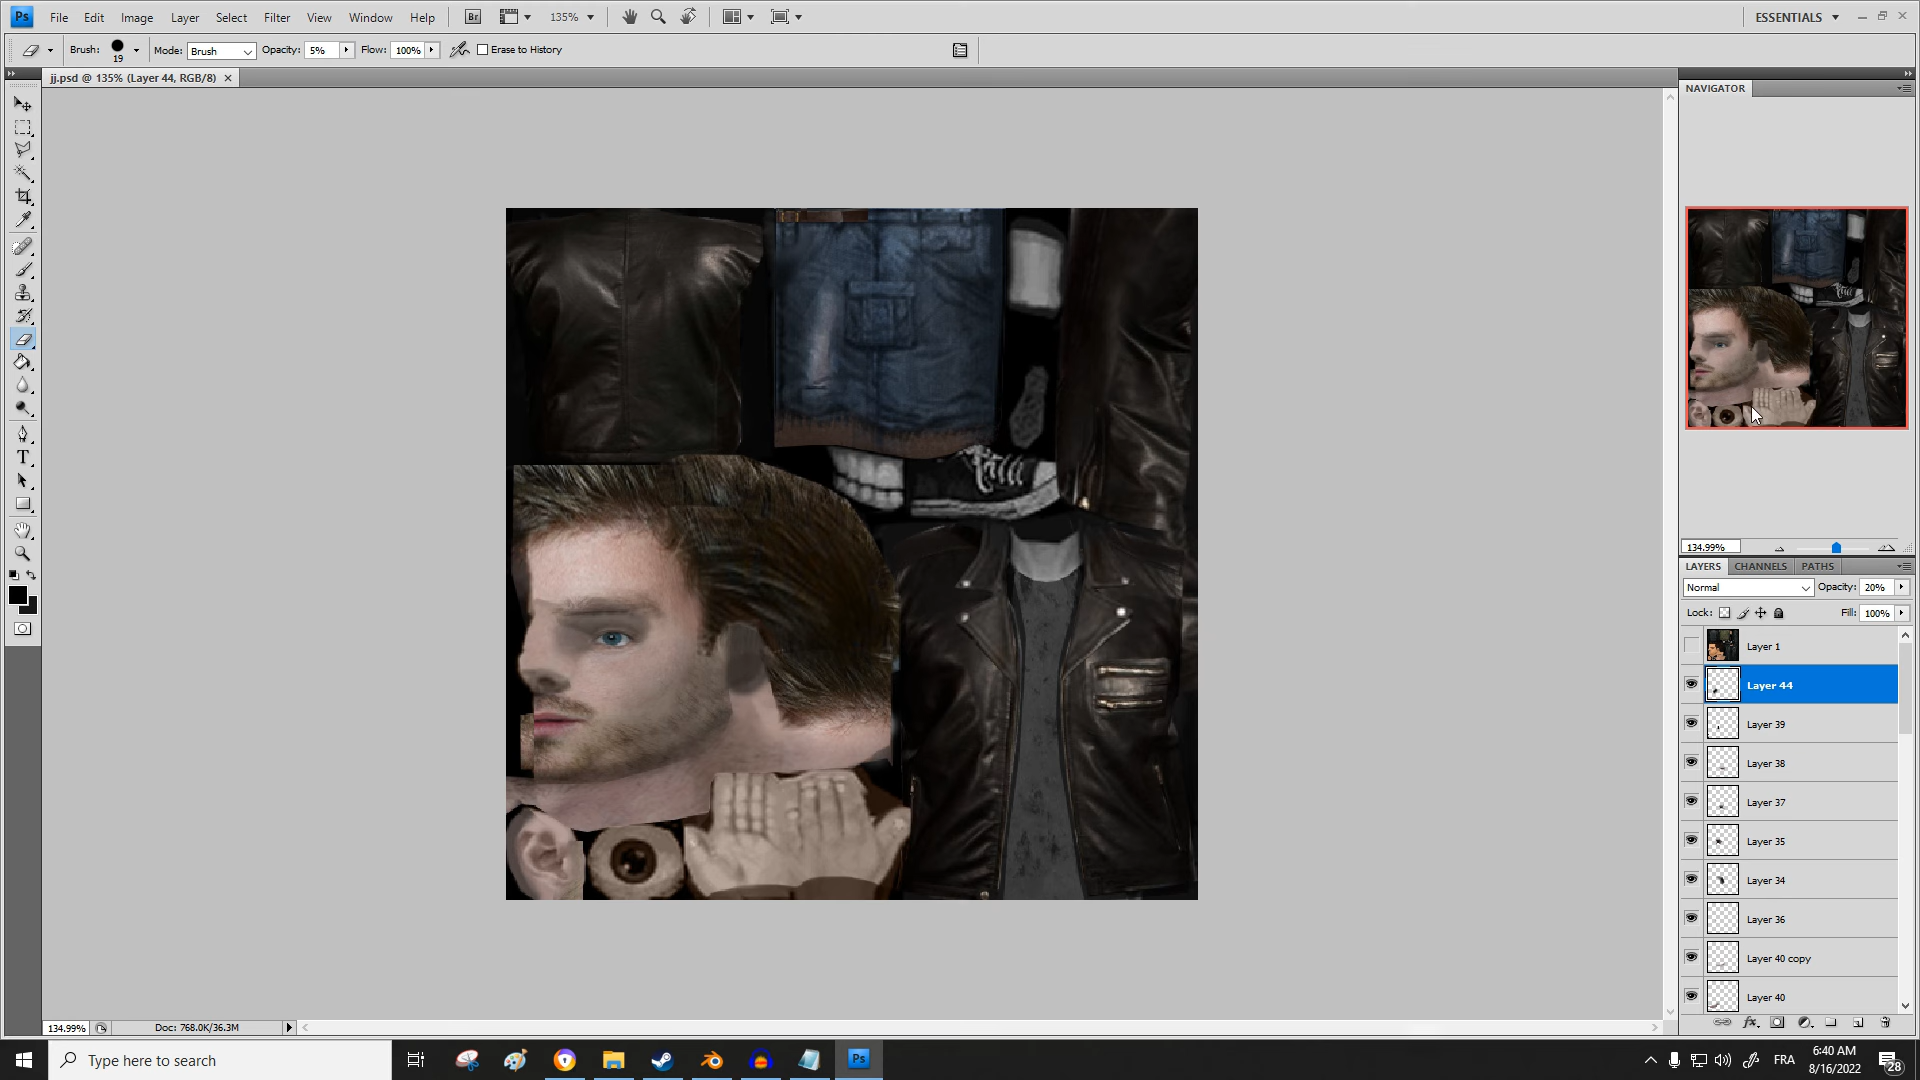 Ps File Edit Image Layer Select Filter View Window Help Br 135% ESSENTIALS
Brush: 19 Mode: Brush Opacity: 5% Flow: 100% Erase to History
jj.psd @ 135% (Layer 44, RGB/8)
NAVIGATOR
134.99%
LAYERS CHANNELS PATHS
Normal Opacity: 20%
Lock: Fill: 100%
Layer 1
Layer 44
Layer 39
Layer 38
Layer 37
Layer 35
Layer 34
Layer 36
Layer 40 copy
Layer 40
134.99% Doc: 768.0K/36.3M
Type here to search
Ps
FRA
6:40 AM
8/16/2022
28